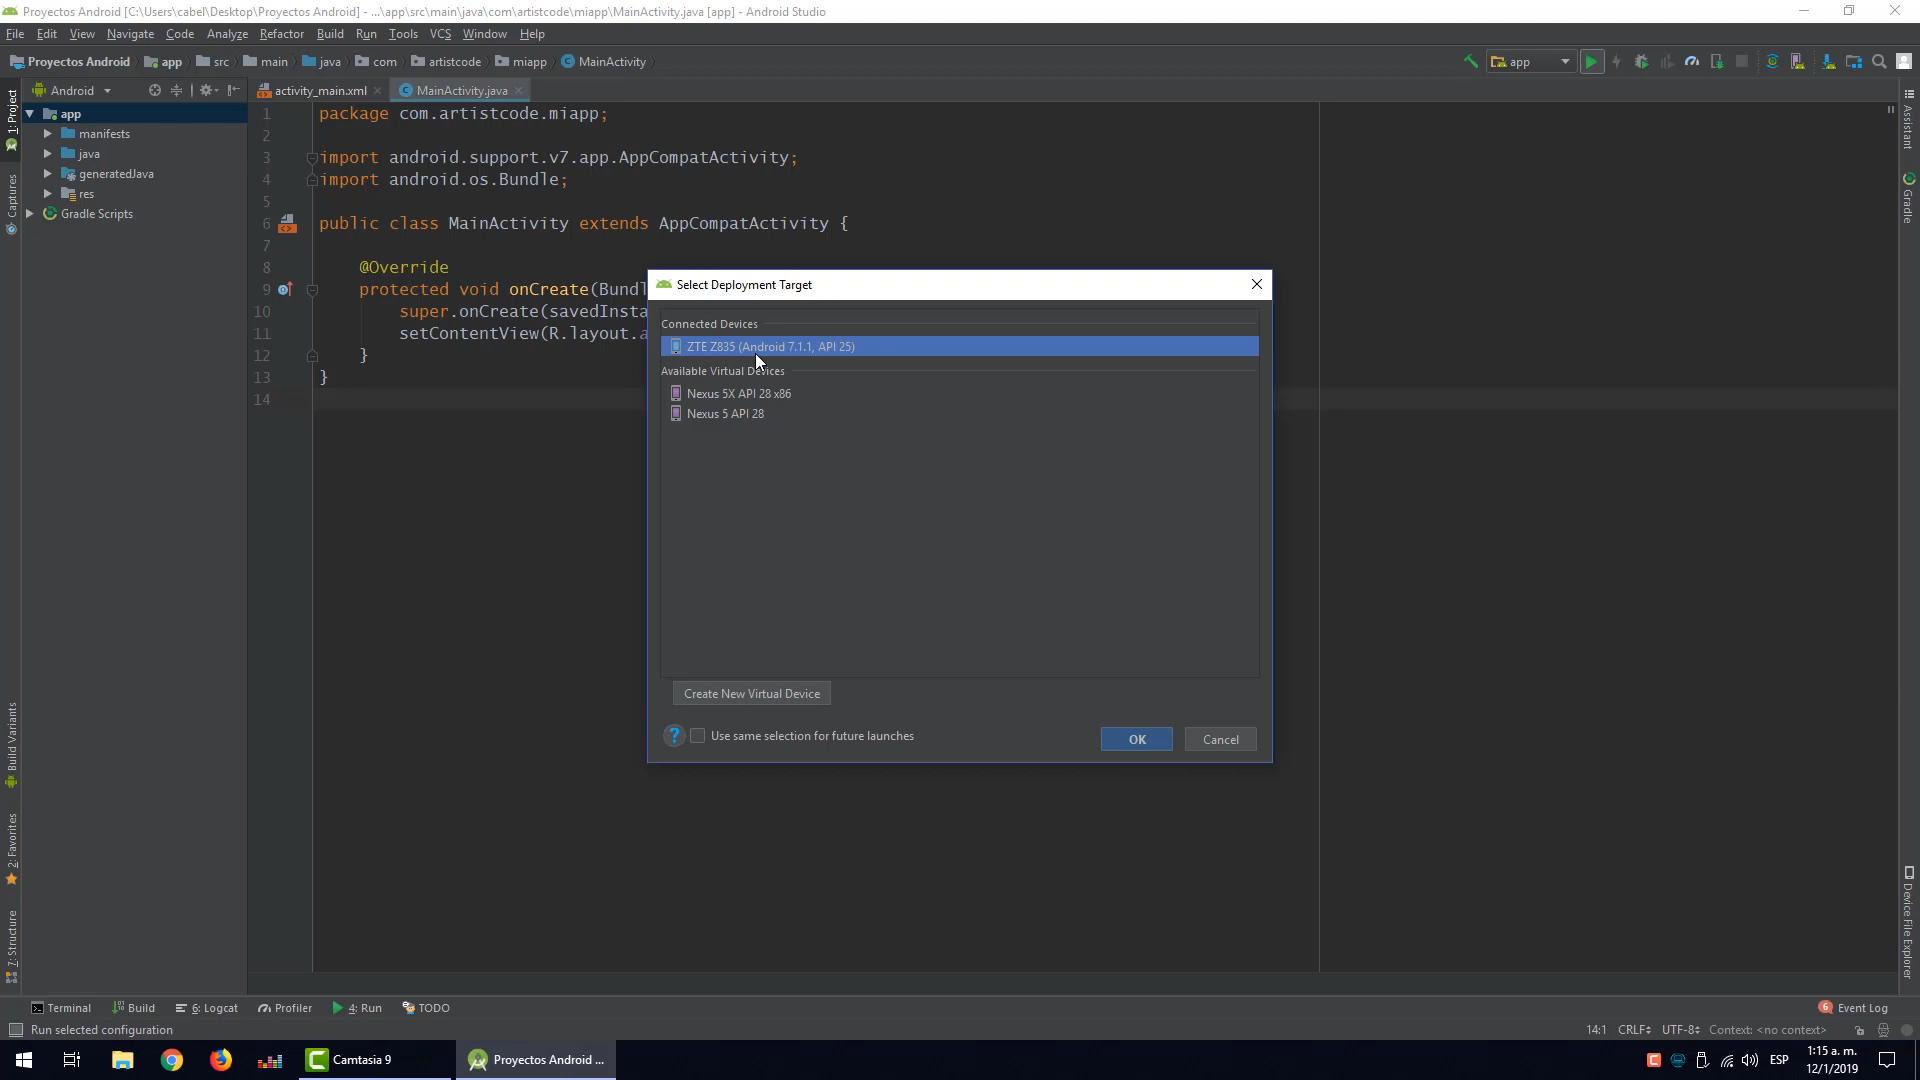 Proyectos Android [C:\Users\cabel\Desktop\Proyectos Android] - ...\app\src\main\java\com\artistcode\miapp\MainActivity.java [app] - Android Studio
File Edit View Navigate Code Analyze Refactor Build Run Tools VCS Window Help
Proyectos Android app src main java com artistcode miapp MainActivity
app
Android
activity_main.xml
MainActivity.java
1: Project
Captures
Build Variants
2: Favorites
7: Structure
app
manifests
java
generatedJava
res
Gradle Scripts
1 package com.artistcode.miapp;
2
3 import android.support.v7.app.AppCompatActivity;
4 import android.os.Bundle;
5
6 public class MainActivity extends AppCompatActivity {
7
8 @Override
9 protected void onCreate(Bundl
10 super.onCreate(savedInsta
11 setContentView(R.layout.a
12 }
13 }
14
Select Deployment Target
Connected Devices
ZTE Z835 (Android 7.1.1, API 25)
Available Virtual Devices
Nexus 5X API 28 x86
Nexus 5 API 28
Create New Virtual Device
? Use same selection for future launches
OK
Cancel
Assistant
Gradle
Device File Explorer
Terminal Build 6: Logcat Profiler 4: Run TODO
6 Event Log
Run selected configuration
14:1 CRLF UTF-8 Context: <no context>
Camtasia 9
Proyectos Android ...
ESP
1:15 a. m.
12/1/2019